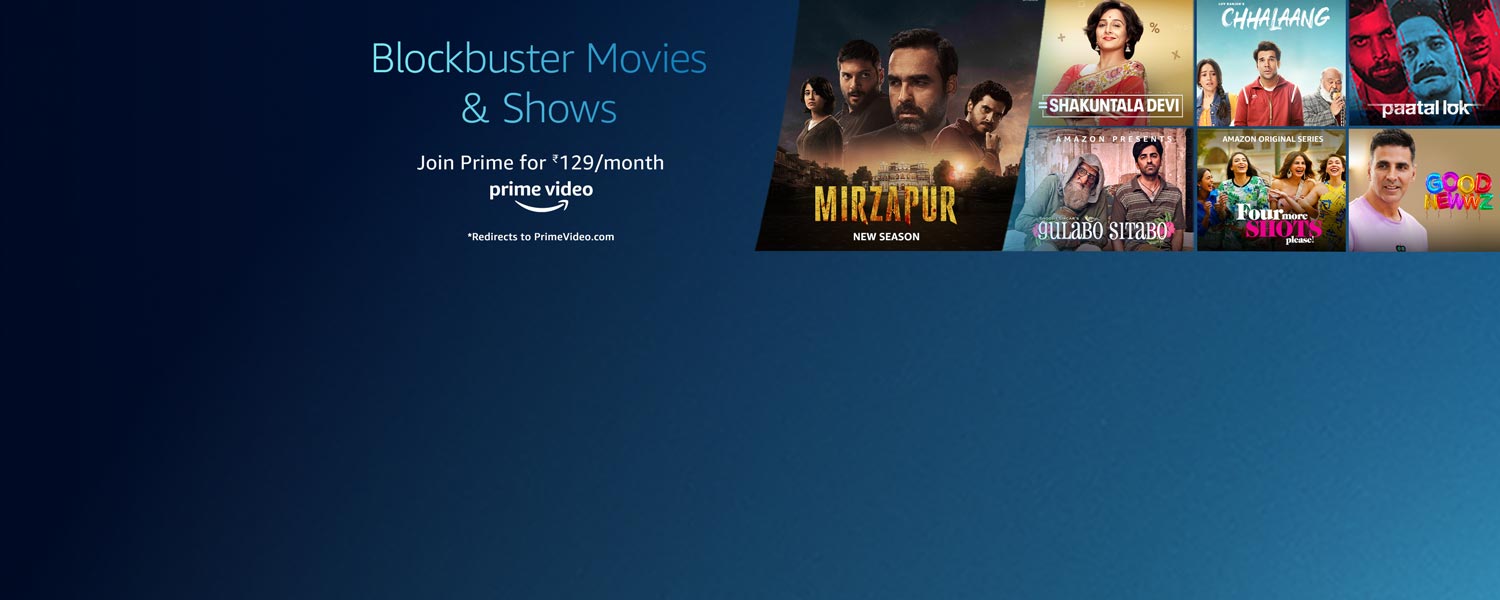 Blockbuster Movies
& Shows
Join Prime for ₹129/month
prime video
*Redirects to PrimeVideo.com
MIRZAPUR
NEW SEASON
=SHAKUNTALA DEVI
CHHALAANG
paatal lok
AMAZON PRESENTS
GULABO SITABO
AMAZON ORIGINAL SERIES
Four more
SHOTS
please!
GOOD
NEWWZ